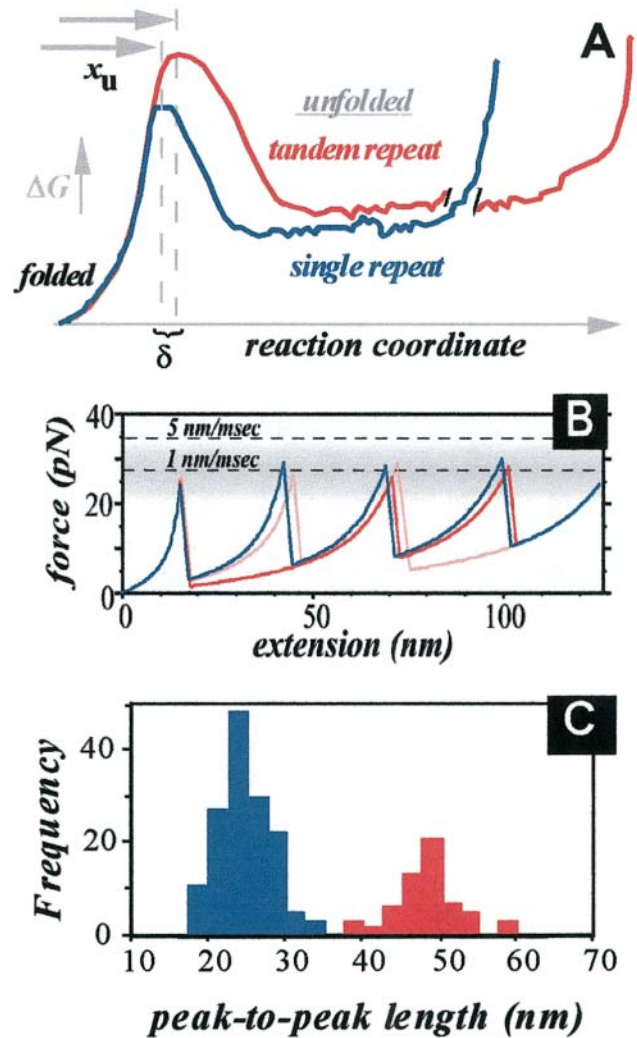 A
x u
unfolded
tandem repeat
ΔG
single repeat
folded
δ
reaction coordinate
B
force (pN)
40
20
0
5 nm/msec
1 nm/msec
0
50
100
extension (nm)
C
Frequency
40
20
0
10
20
30
40
50
60
70
peak-to-peak length (nm)